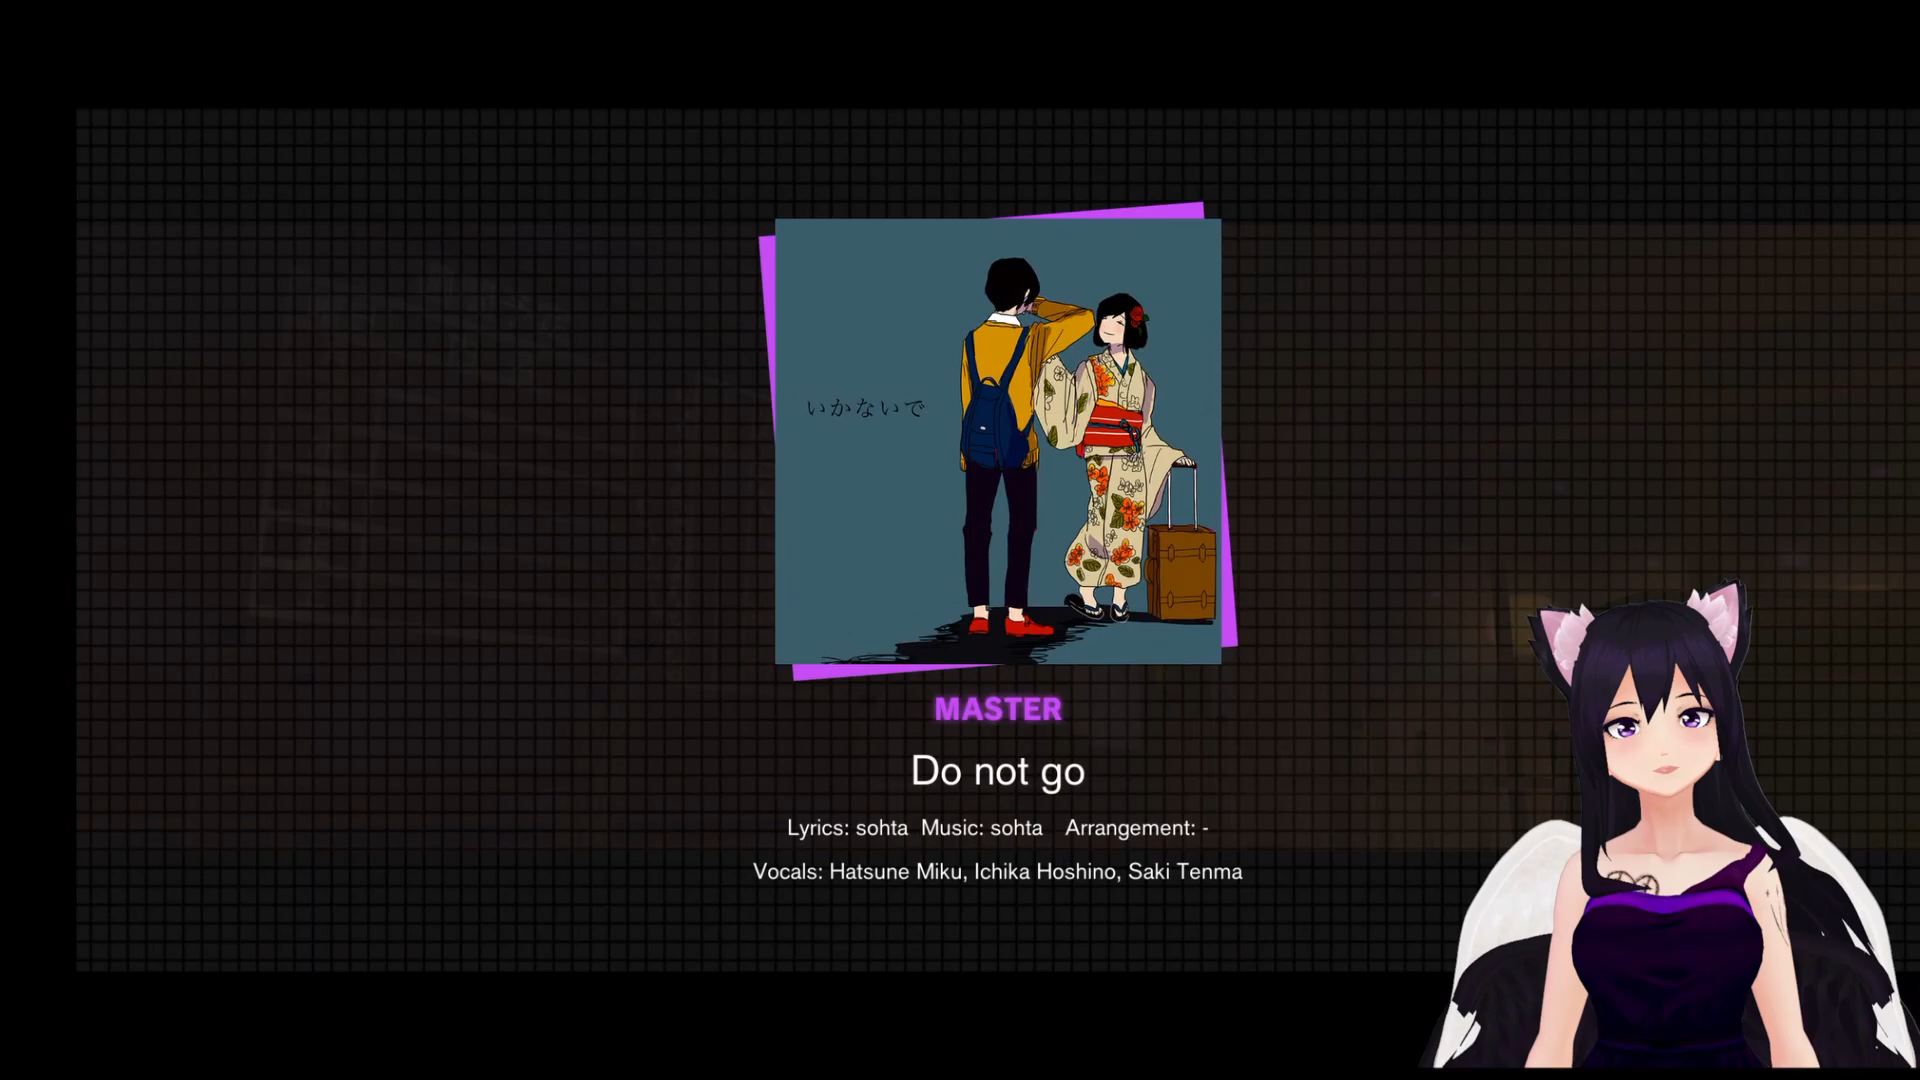 いかないで
MASTER
Do not go
Lyrics: sohta Music: sohta Arrangement: -
Vocals: Hatsune Miku, Ichika Hoshino, Saki Tenma